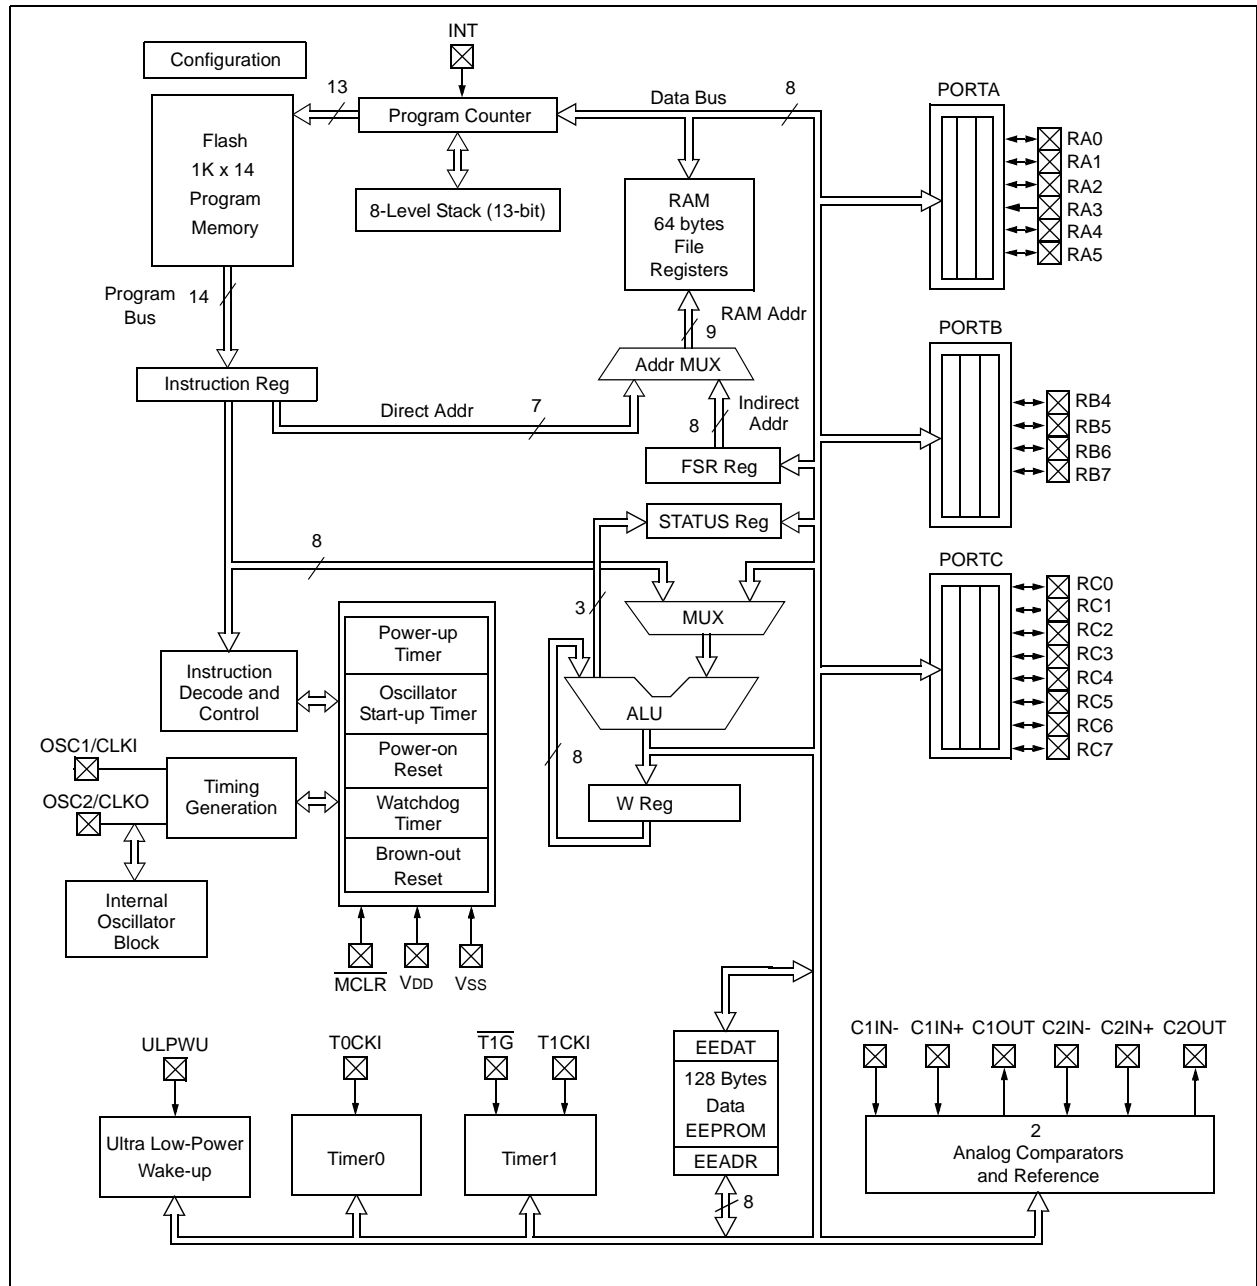 INT
Configuration
13
Program Counter
Data Bus
8
Flash
1K x 14
Program
Memory
8-Level Stack (13-bit)
RAM
64 bytes
File
Registers
PORTA
RA0
RA1
RA2
RA3
RA4
RA5
Program
Bus
14
RAM Addr
9
Addr MUX
Instruction Reg
Direct Addr
7
Indirect
Addr
8
FSR Reg
PORTB
RB4
RB5
RB6
RB7
STATUS Reg
8
3
MUX
PORTC
RC0
RC1
RC2
RC3
RC4
RC5
RC6
RC7
Power-up
Timer
Oscillator
Start-up Timer
Power-on
Reset
Watchdog
Timer
Brown-out
Reset
Instruction
Decode and
Control
ALU
8
W Reg
OSC1/CLKI
OSC2/CLKO
Timing
Generation
Internal
Oscillator
Block
MCLR
VDD
VSS
ULPWU
T0CKI
T1G
T1CKI
Ultra Low-Power
Wake-up
Timer0
Timer1
EEDAT
128 Bytes
Data
EEPROM
EEADR
8
C1IN-
C1IN+
C1OUT
C2IN-
C2IN+
C2OUT
2
Analog Comparators
and Reference